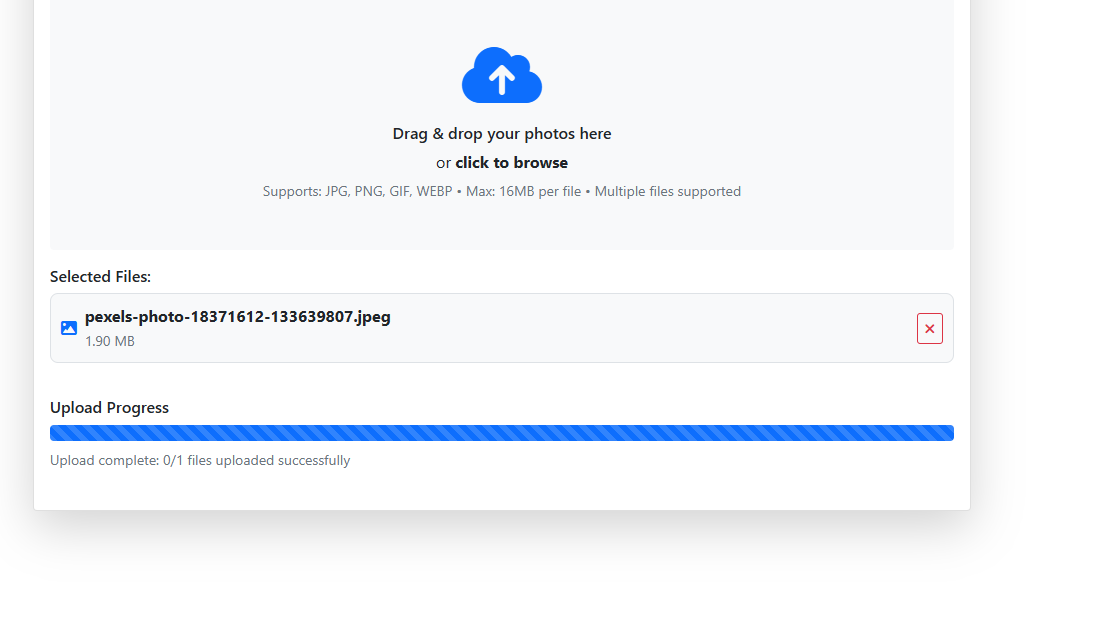 Drag & drop your photos here
or click to browse
Supports: JPG, PNG, GIF, WEBP • Max: 16MB per file • Multiple files supported
Selected Files:
pexels-photo-18371612-133639807.jpeg
1.90 MB
Upload Progress
Upload complete: 0/1 files uploaded successfully